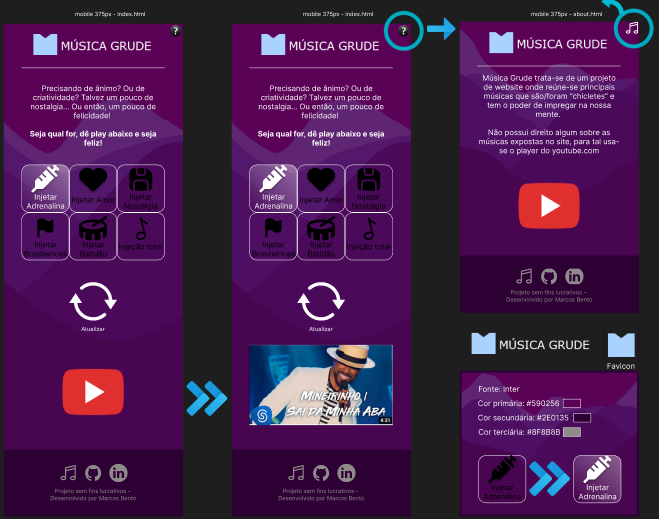 mobile 375px - index.html
?
MÚSICA GRUDE
Precisando de ânimo? Ou de
criatividade? Talvez um pouco de
nostalgia... Ou então, um pouco de
felicidade!
Seja qual for, dê play abaixo e seja
feliz!
Injetar
Adrenalina
Injetar Amor
Injetar
Nostalgia
Injetar
Brasileirices
Injetar
Batidão
Injeção total
Atualizar
in
Projeto sem fins lucrativos -
Desenvolvido por Marcos Bento
mobile 375px - index.html
?
MÚSICA GRUDE
Precisando de ânimo? Ou de
criatividade? Talvez um pouco de
nostalgia... Ou então, um pouco de
felicidade!
Seja qual for, dê play abaixo e seja
feliz!
Injetar
Adrenalina
Injetar Amor
Injetar
Nostalgia
Injetar
Brasileirices
Injetar
Batidão
Injeção total
Atualizar
MINEIRINHO |
SAI DA MINHA ABA
4:31
in
Projeto sem fins lucrativos -
Desenvolvido por Marcos Bento
mobile 375px - about.html
MÚSICA GRUDE
Música Grude trata-se de um projeto
de website onde reúne-se principais
músicas que são/foram “chicletes” e
tem o poder de impregar na nossa
mente.
Não possui direito algum sobre as
músicas expostas no site, para tal usa-
se o player do youtube.com
in
Projeto sem fins lucrativos -
Desenvolvido por Marcos Bento
MÚSICA GRUDE
Favicon
Fonte: Inter
Cor primária: #590256
Cor secundária: #2E0135
Cor terciária: #8F8B8B
Injetar
Adrenalina
Injetar
Adrenalina